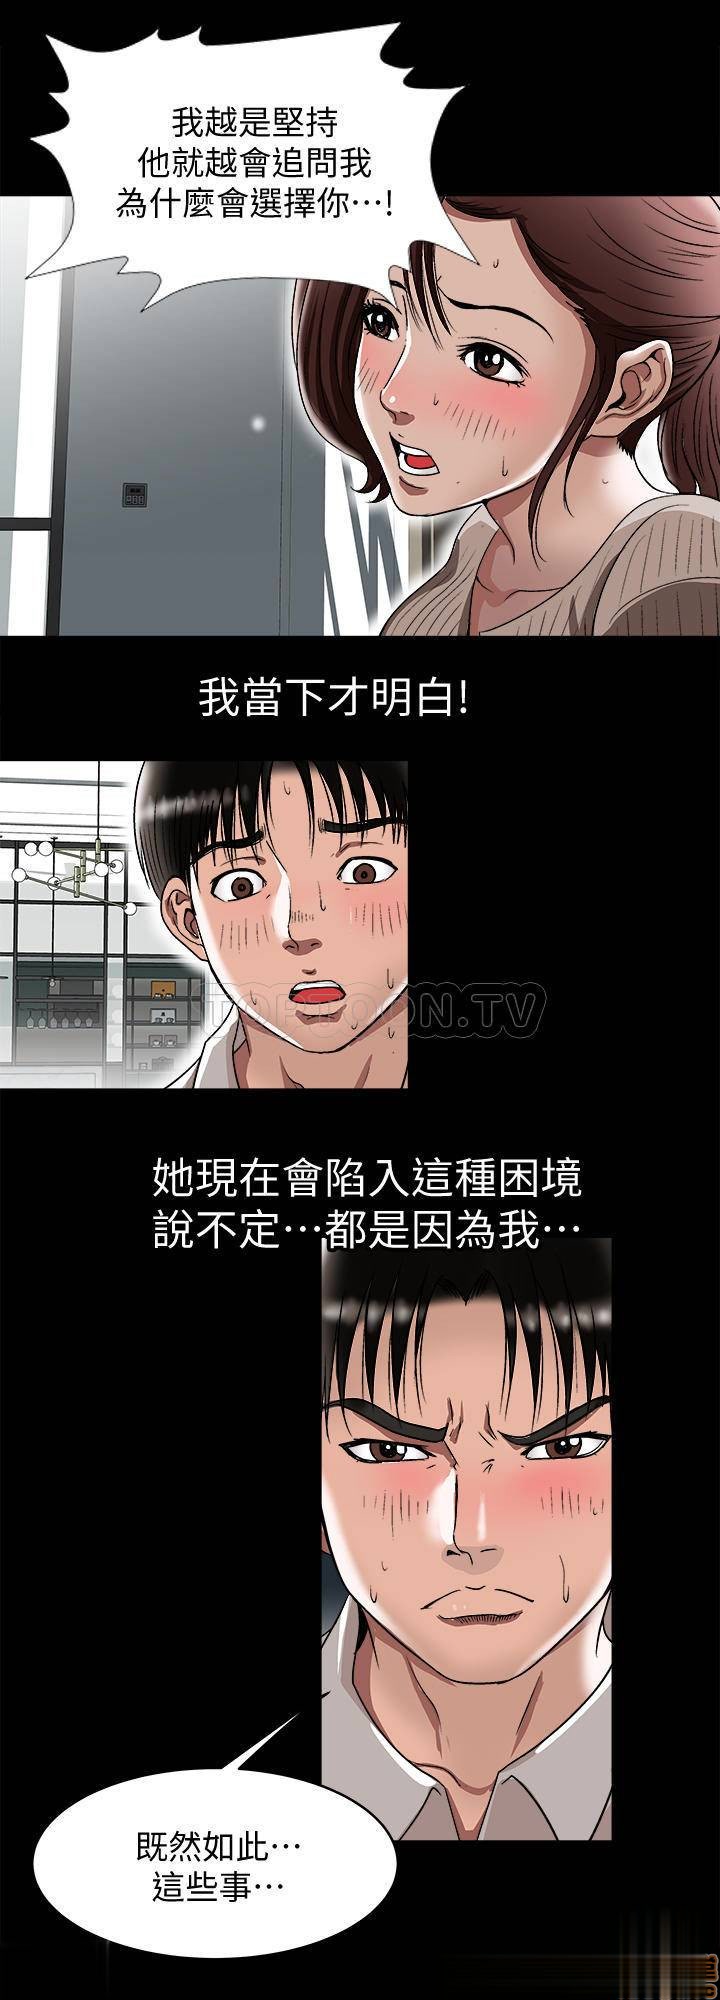 我越是堅持
他就越會追問我
為什麼會選擇你…!
我當下才明白!
TOPTOON.TV
她現在會陷入這種困境
說不定…都是因為我…
既然如此…
這些事…